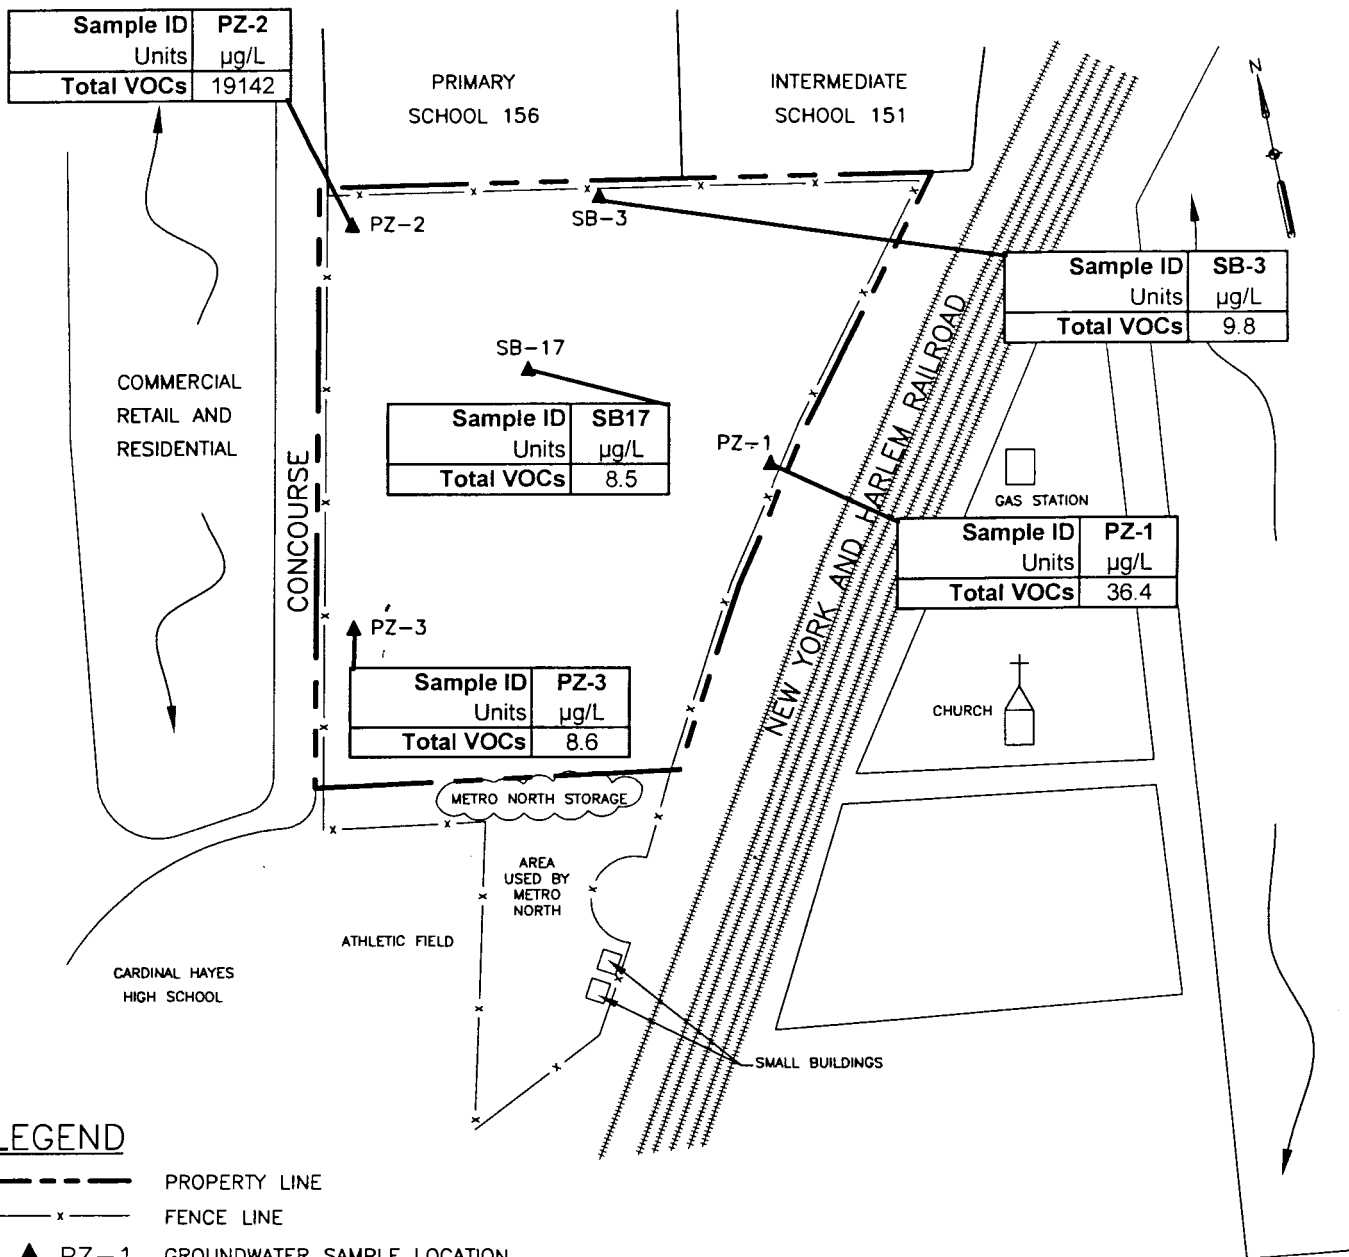 Sample ID PZ-2
Units µg/L
Total VOCs 19142
PRIMARY
SCHOOL 156
INTERMEDIATE
SCHOOL 151
N
PZ-2
SB-3
Sample ID SB-3
Units µg/L
Total VOCs 9.8
SB-17
Sample ID SB17
Units µg/L
Total VOCs 8.5
COMMERCIAL
RETAIL AND
RESIDENTIAL
CONCOURSE
NEW YORK AND HARLEM RAILROAD
PZ-1
GAS STATION
Sample ID PZ-1
Units µg/L
Total VOCs 36.4
PZ-3
Sample ID PZ-3
Units µg/L
Total VOCs 8.6
CHURCH
METRO NORTH STORAGE
AREA
USED BY
METRO
NORTH
ATHLETIC FIELD
CARDINAL HAYES
HIGH SCHOOL
SMALL BUILDINGS
LEGEND
PROPERTY LINE
x FENCE LINE
PZ-1 GROUNDWATER SAMPLE LOCATION